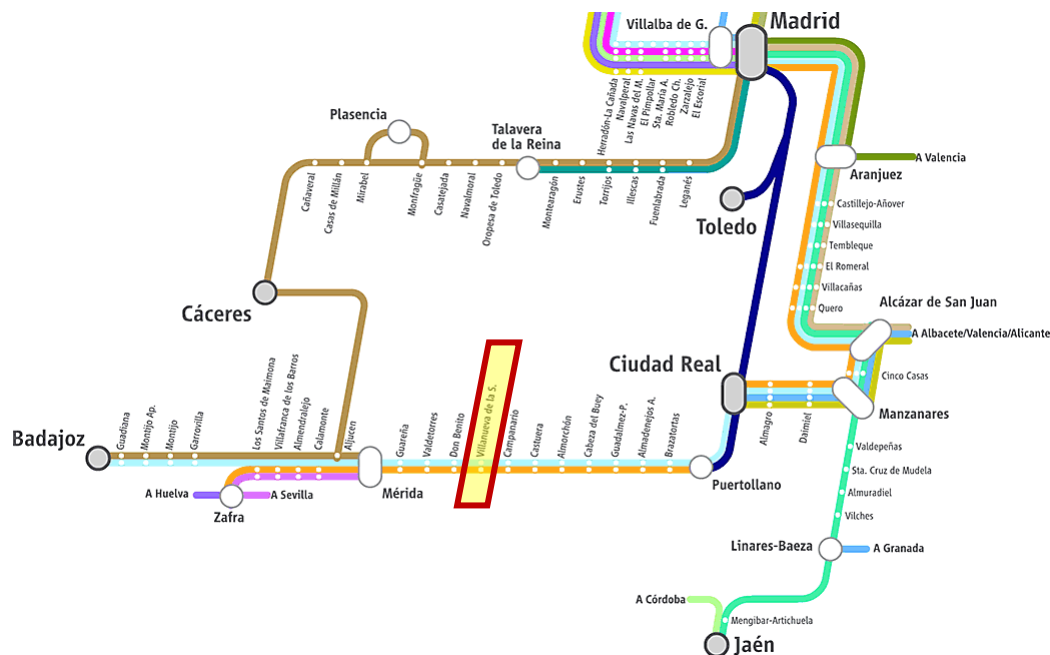 Villalba de G.
Madrid
Herradón-La Cañada
Navalperal
Las Navas del M.
El Pimpollar
Sta. María A.
Robledo Ch.
Zarzalejo
El Escorial
Plasencia
Talavera
de la Reina
Cañaveral
Casas de Millán
Mirabel
Monfragüe
Casatejada
Navalmoral
Oropesa de Toledo
Montearagón
Erustes
Torrijos
Illescas
Fuenlabrada
Leganés
A Valencia
Aranjuez
Toledo
Castillejo-Añover
Villasequilla
Tembleque
El Romeral
Villacañas
Quero
Cáceres
Alcázar de San Juan
A Albacete/Valencia/Alicante
Ciudad Real
Cinco Casas
Manzanares
Almagro
Daimiel
Badajoz
Guadiana
Montijo Ap.
Montijo
Garrovilla
Los Santos de Maimona
Villafranca de los Barros
Almendralejo
Calamonte
Aljucen
Guareña
Valdetorres
Don Benito
Villanueva de la S.
Campanario
Castuera
Almorchón
Cabeza del Buey
Guadalmez-P.
Almadenejos A.
Brazatortas
Valdepeñas
Sta. Cruz de Mudela
Almuradiel
Vilches
Puertollano
Mérida
A Huelva
A Sevilla
Zafra
Linares-Baeza
A Granada
A Córdoba
Mengibar-Artichuela
Jaén